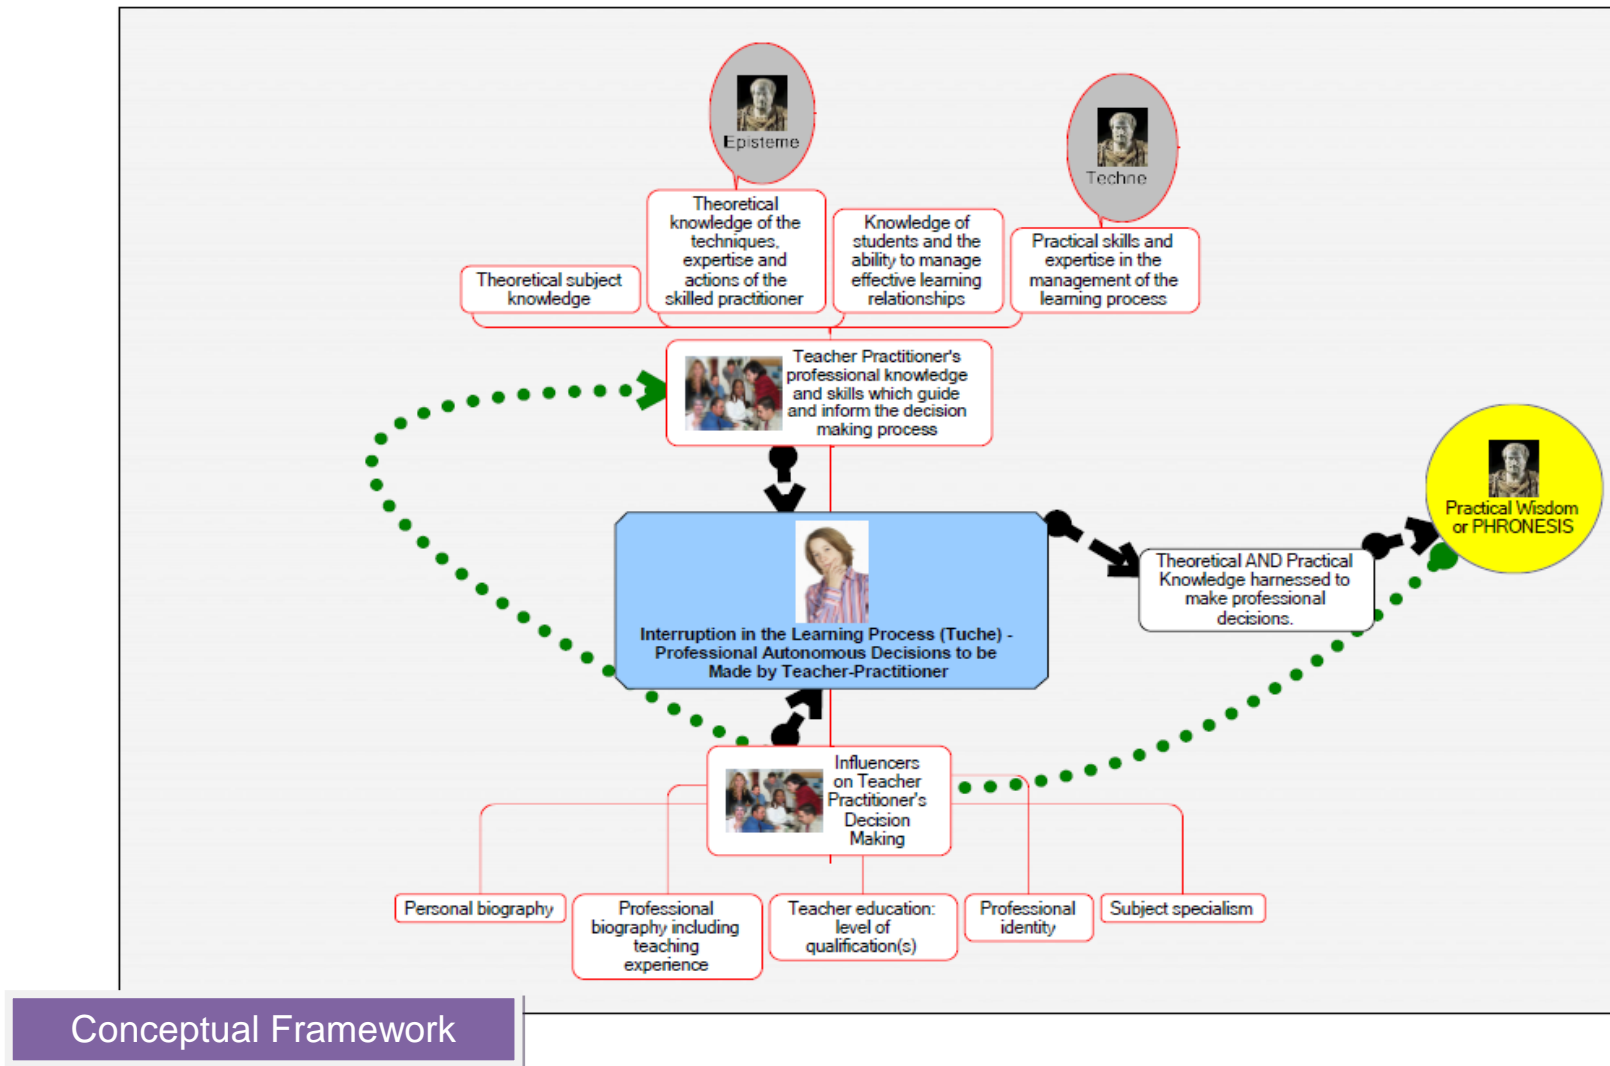 Episteme
Techne
Theoretical subject
knowledge
Theoretical
knowledge of the
techniques,
expertise and
actions of the
skilled practitioner
Knowledge of
students and the
ability to manage
effective learning
relationships
Practical skills and
expertise in the
management of the
learning process
Teacher Practitioner's
professional knowledge
and skills which guide
and inform the decision
making process
Interruption in the Learning Process (Tuche) -
Professional Autonomous Decisions to be
Made by Teacher-Practitioner
Theoretical AND Practical
Knowledge harnessed to
make professional
decisions.
Practical Wisdom
or PHRONESIS
Influencers
on Teacher
Practitioner's
Decision
Making
Personal biography
Professional
biography including
teaching
experience
Teacher education:
level of
qualification(s)
Professional
identity
Subject specialism
Conceptual Framework